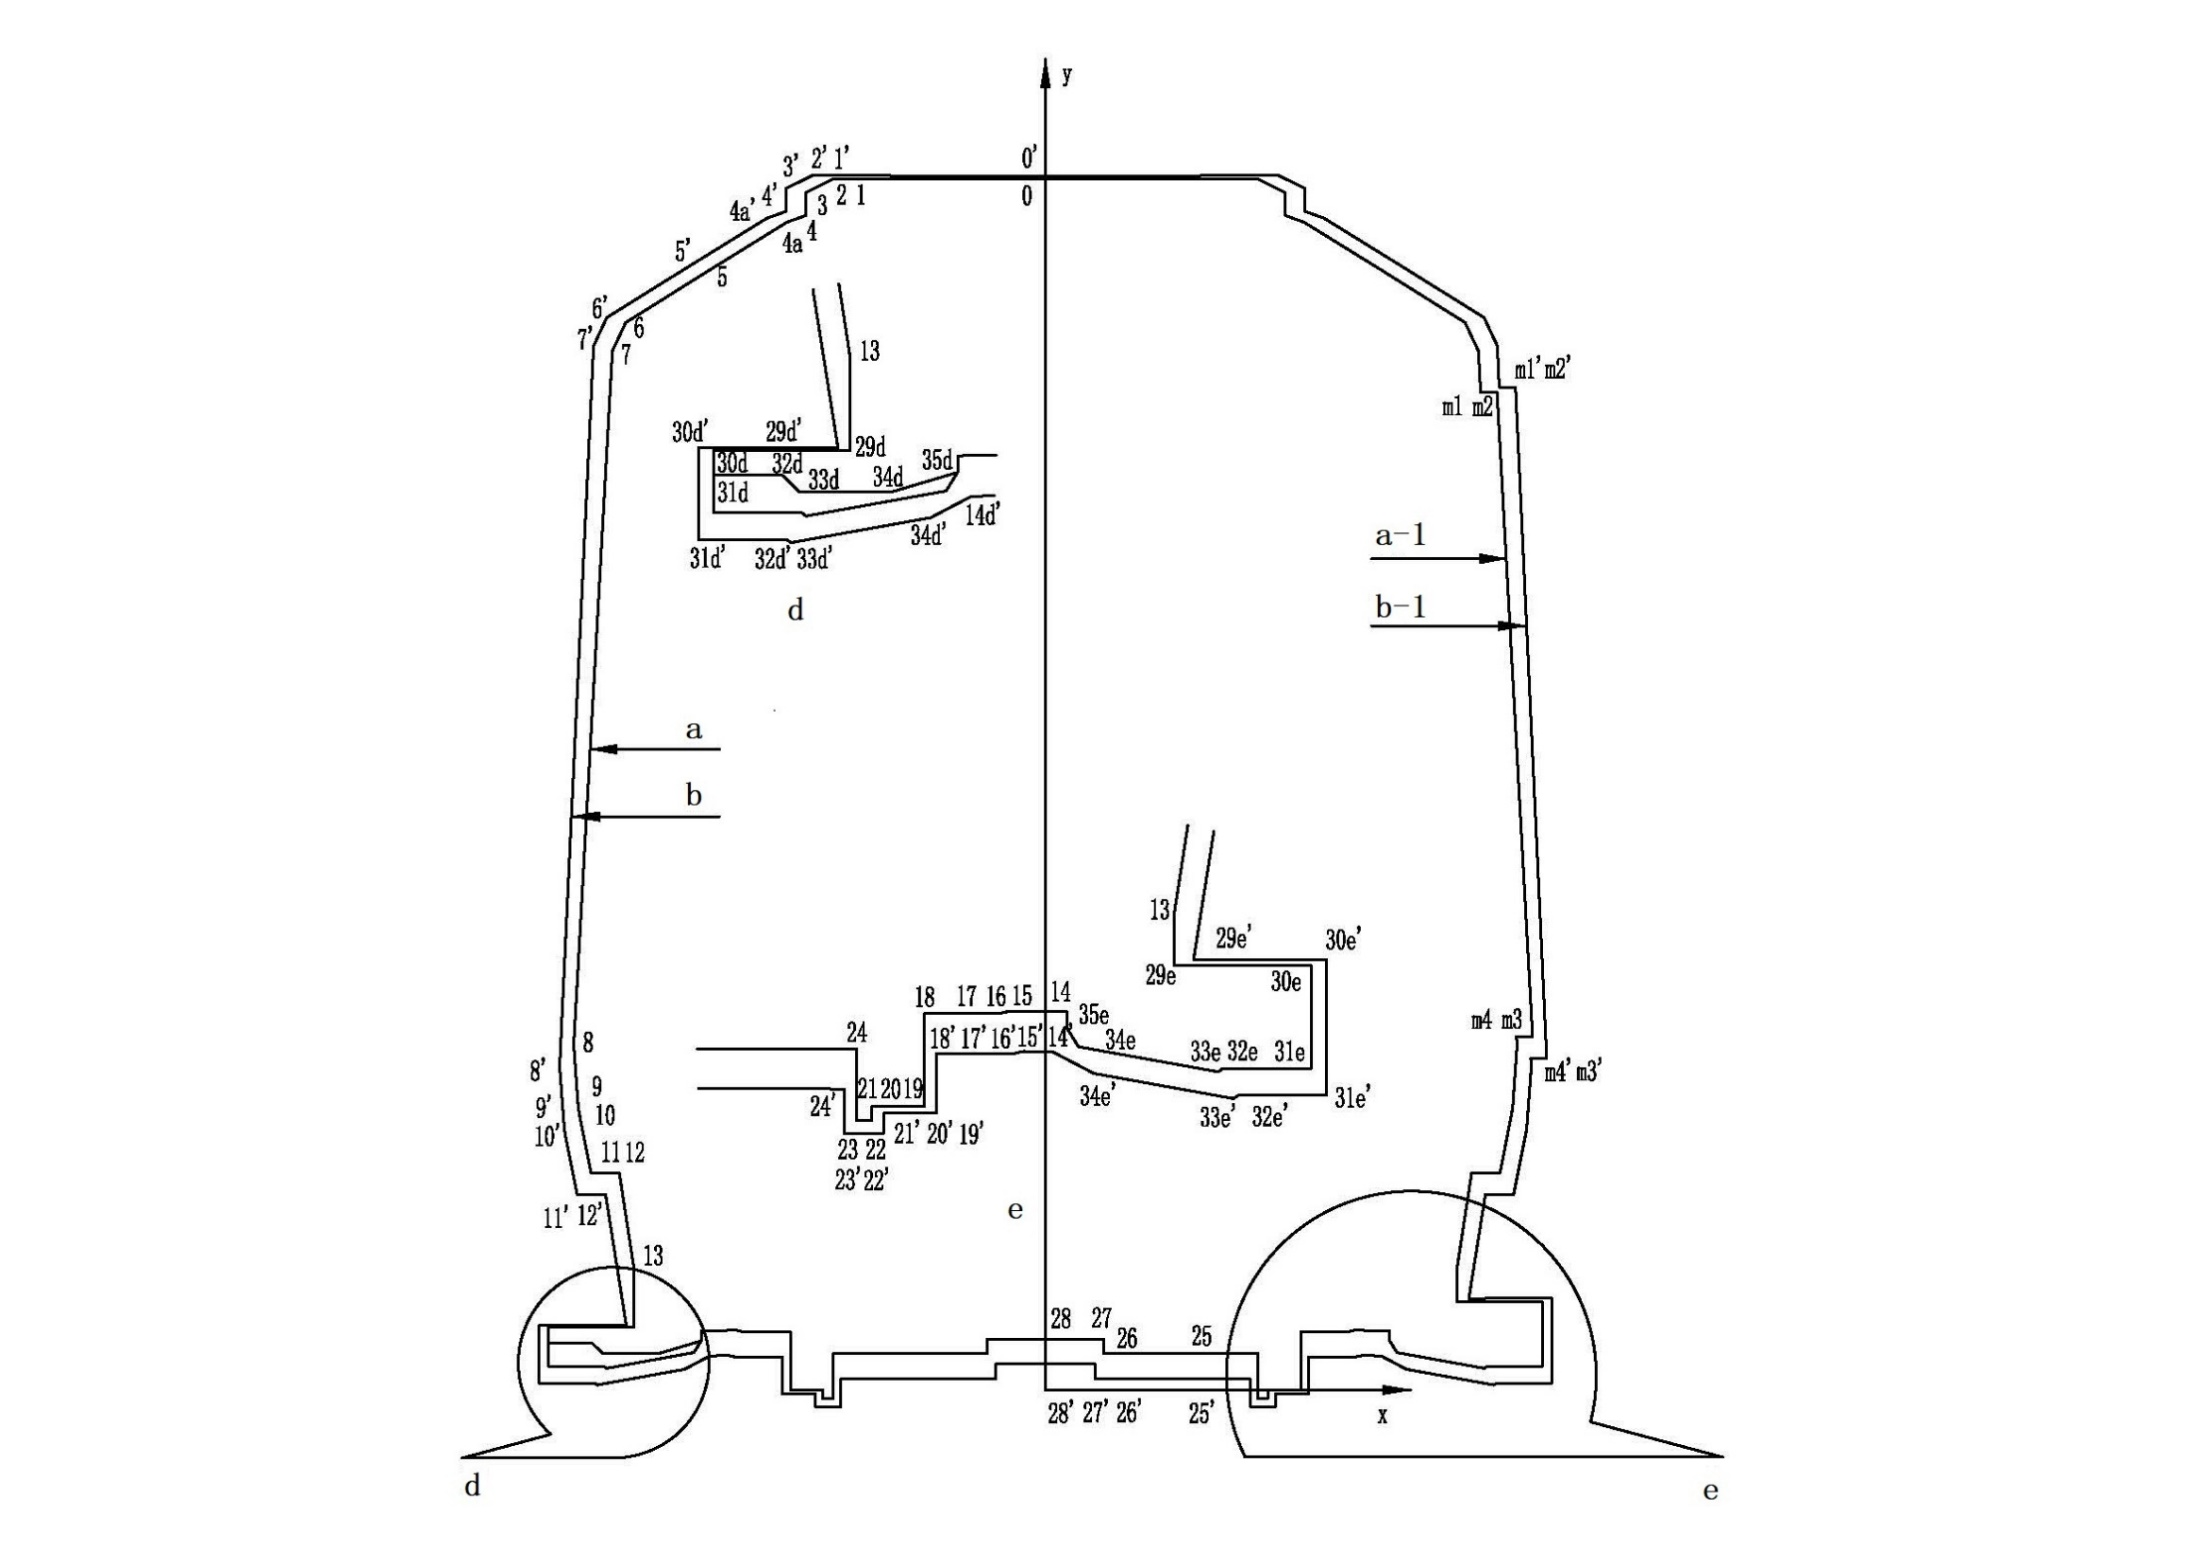 y
3' 2' 1' 0'
4a' 4' 3 2 1 0
4a 4
5'
5
6'
6
7'
7
13
m1' m2'
m1 m2
30d' 29d' 29d
30d 32d 33d 34d 35d
31d
14d'
34d'
31d' 32d' 33d'
a-1
d
b-1
a
b
13
29e' 30e'
29e 30e
18 17 16 15 14
35e
m4 m3
24
18' 17' 16' 15' 14'
34e
33e 32e 31e
8
8'
m4' m3'
9
21 20 19
24'
34e'
31e'
9'
10
33e' 32e'
10'
21' 20' 19'
11 12
23 22
23' 22'
e
11' 12'
13
28 27
26 25
28' 27' 26' 25' x
d
e